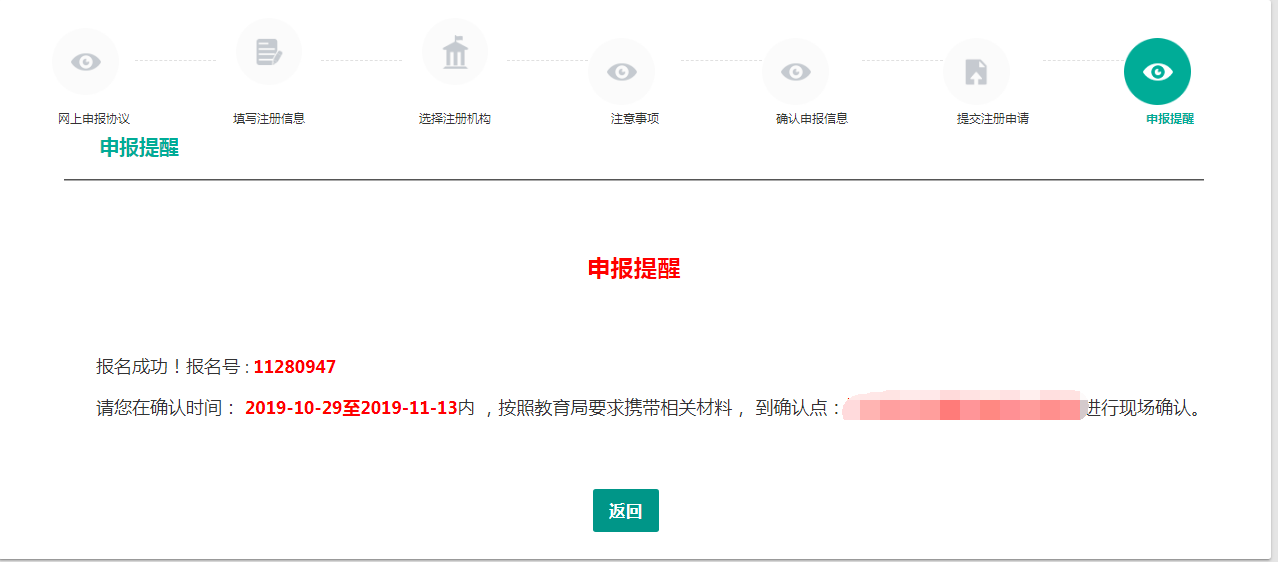 网上申报协议 填写注册信息 选择注册机构 注意事项 确认申报信息 提交注册申请 申报提醒
申报提醒
申报提醒
报名成功！报名号 : 11280947
请您在确认时间： 2019-10-29至2019-11-13内 ，按照教育局要求携带相关材料， 到确认点：进行现场确认。
返回